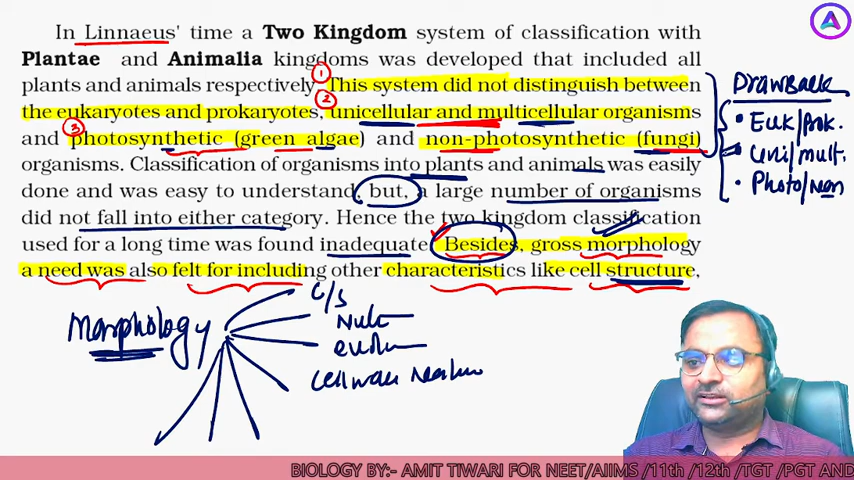 In Linnaeus' time a Two Kingdom system of classification with
Plantae and Animalia kingdoms was developed that included all
plants and animals respectively. This system did not distinguish between
the eukaryotes and prokaryotes, unicellular and multicellular organisms
and photosynthetic (green algae) and non-photosynthetic (fungi)
organisms. Classification of organisms into plants and animals was easily
done and was easy to understand, but, a large number of organisms
did not fall into either category. Hence the two kingdom classification
used for a long time was found inadequate. Besides, gross morphology
a need was also felt for including other characteristics like cell structure,
1
2
3
DrawBack
• Euk/prok.
• Uni/mult.
• Photo/Non
Morphology
C/S
BIOLOGY BY:- AMIT TIWARI FOR NEET/AIIMS /11th /12th /TGT /PGT AND